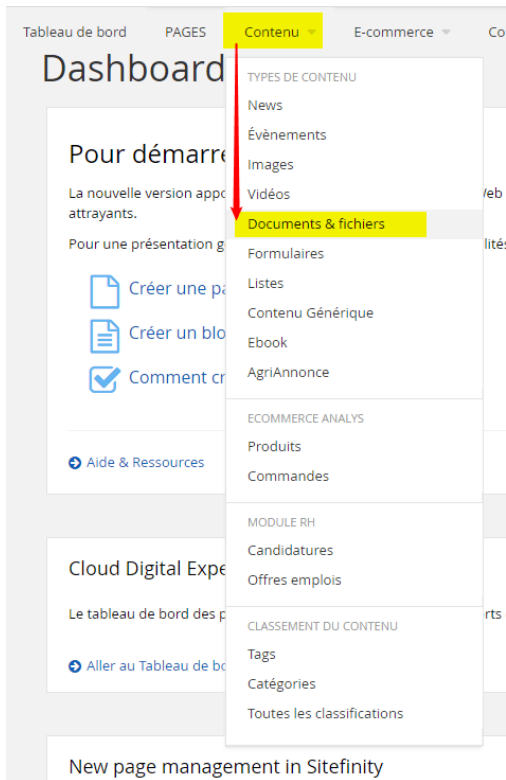 Tableau de bord PAGES Contenu E-commerce Co
Dashboard
TYPES DE CONTENU
News
Évènements
Images
Vidéos
Documents & fichiers
Formulaires
Listes
Contenu Générique
Ebook
AgriAnnonce
ECOMMERCE ANALYS
Produits
Commandes
MODULE RH
Candidatures
Offres emplois
CLASSEMENT DU CONTENU
Tags
Catégories
Toutes les classifications
Pour démarre
La nouvelle version appo
attrayants.
Pour une présentation g
Créer une pa
Créer un blo
Comment cr
Aide & Ressources
Cloud Digital Expe
Le tableau de bord des p
Aller au Tableau de bo
New page management in Sitefinity